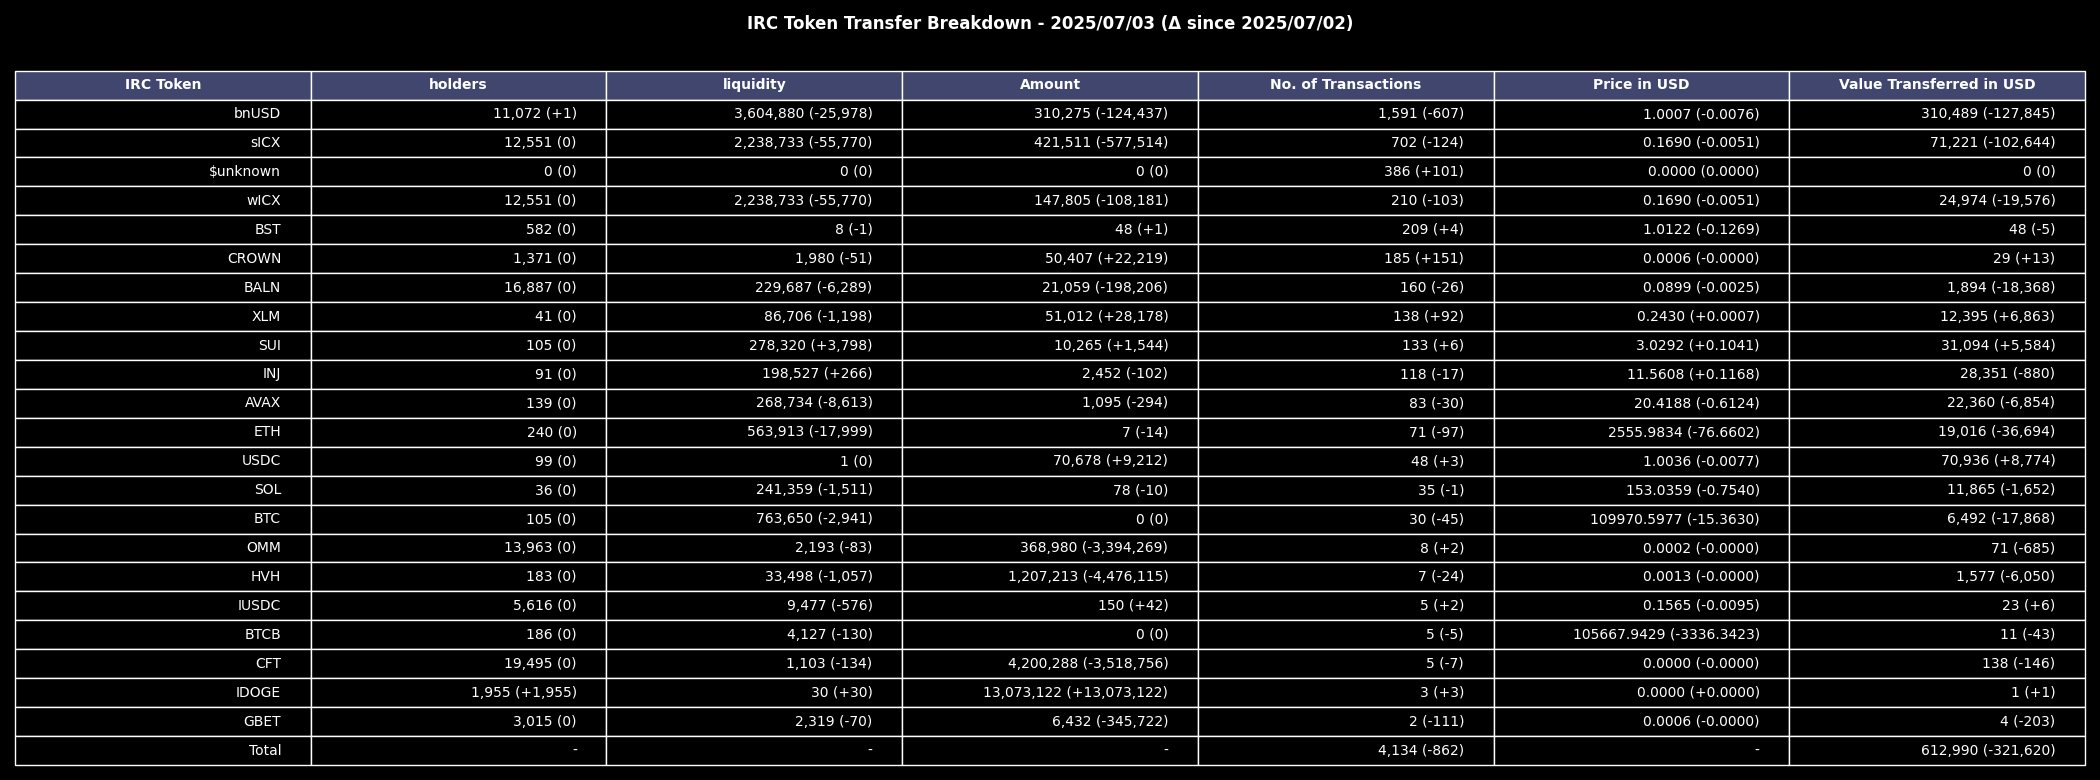 IRC Token Transfer Breakdown - 2025/07/03 (Δ since 2025/07/02)
IRC Token holders liquidity Amount No. of Transactions Price in USD Value Transferred in USD
bnUSD 11,072 (+1) 3,604,880 (-25,978) 310,275 (-124,437) 1,591 (-607) 1.0007 (-0.0076) 310,489 (-127,845)
sICX 12,551 (0) 2,238,733 (-55,770) 421,511 (-577,514) 702 (-124) 0.1690 (-0.0051) 71,221 (-102,644)
$unknown 0 (0) 0 (0) 0 (0) 386 (+101) 0.0000 (0.0000) 0 (0)
wICX 12,551 (0) 2,238,733 (-55,770) 147,805 (-108,181) 210 (-103) 0.1690 (-0.0051) 24,974 (-19,576)
BST 582 (0) 8 (-1) 48 (+1) 209 (+4) 1.0122 (-0.1269) 48 (-5)
CROWN 1,371 (0) 1,980 (-51) 50,407 (+22,219) 185 (+151) 0.0006 (-0.0000) 29 (+13)
BALN 16,887 (0) 229,687 (-6,289) 21,059 (-198,206) 160 (-26) 0.0899 (-0.0025) 1,894 (-18,368)
XLM 41 (0) 86,706 (-1,198) 51,012 (+28,178) 138 (+92) 0.2430 (+0.0007) 12,395 (+6,863)
SUI 105 (0) 278,320 (+3,798) 10,265 (+1,544) 133 (+6) 3.0292 (+0.1041) 31,094 (+5,584)
INJ 91 (0) 198,527 (+266) 2,452 (-102) 118 (-17) 11.5608 (+0.1168) 28,351 (-880)
AVAX 139 (0) 268,734 (-8,613) 1,095 (-294) 83 (-30) 20.4188 (-0.6124) 22,360 (-6,854)
ETH 240 (0) 563,913 (-17,999) 7 (-14) 71 (-97) 2555.9834 (-76.6602) 19,016 (-36,694)
USDC 99 (0) 1 (0) 70,678 (+9,212) 48 (+3) 1.0036 (-0.0077) 70,936 (+8,774)
SOL 36 (0) 241,359 (-1,511) 78 (-10) 35 (-1) 153.0359 (-0.7540) 11,865 (-1,652)
BTC 105 (0) 763,650 (-2,941) 0 (0) 30 (-45) 109970.5977 (-15.3630) 6,492 (-17,868)
OMM 13,963 (0) 2,193 (-83) 368,980 (-3,394,269) 8 (+2) 0.0002 (-0.0000) 71 (-685)
HVH 183 (0) 33,498 (-1,057) 1,207,213 (-4,476,115) 7 (-24) 0.0013 (-0.0000) 1,577 (-6,050)
IUSDC 5,616 (0) 9,477 (-576) 150 (+42) 5 (+2) 0.1565 (-0.0095) 23 (+6)
BTCB 186 (0) 4,127 (-130) 0 (0) 5 (-5) 105667.9429 (-3336.3423) 11 (-43)
CFT 19,495 (0) 1,103 (-134) 4,200,288 (-3,518,756) 5 (-7) 0.0000 (-0.0000) 138 (-146)
IDOGE 1,955 (+1,955) 30 (+30) 13,073,122 (+13,073,122) 3 (+3) 0.0000 (+0.0000) 1 (+1)
GBET 3,015 (0) 2,319 (-70) 6,432 (-345,722) 2 (-111) 0.0006 (-0.0000) 4 (-203)
Total - - - 4,134 (-862) - 612,990 (-321,620)